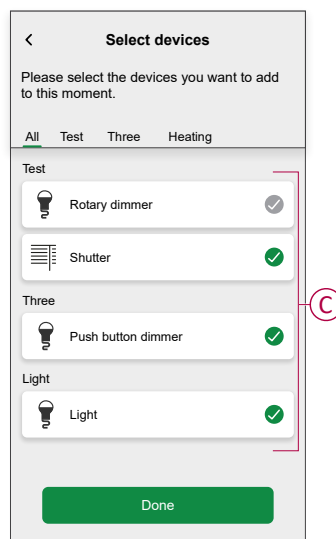 Select devices
Please select the devices you want to add
to this moment.
All Test Three Heating
Test
Rotary dimmer
Shutter
Three
Push button dimmer
Light
Light
Done
C